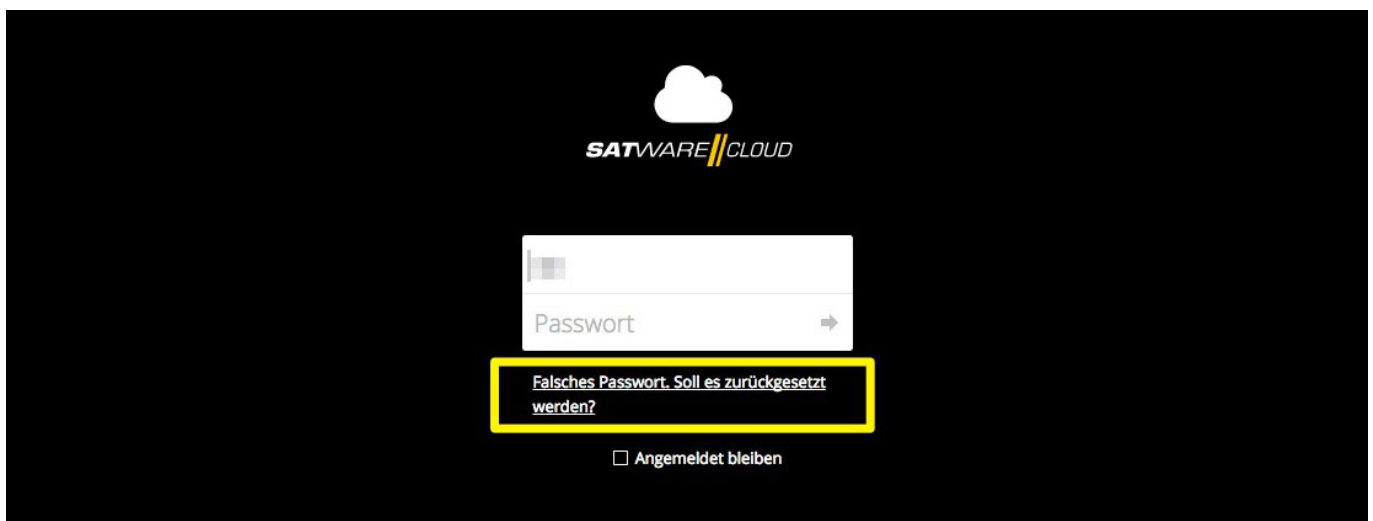 SATWARE//CLOUD
Passwort
Falsches Passwort. Soll es zurückgesetzt
werden?
Angemeldet bleiben